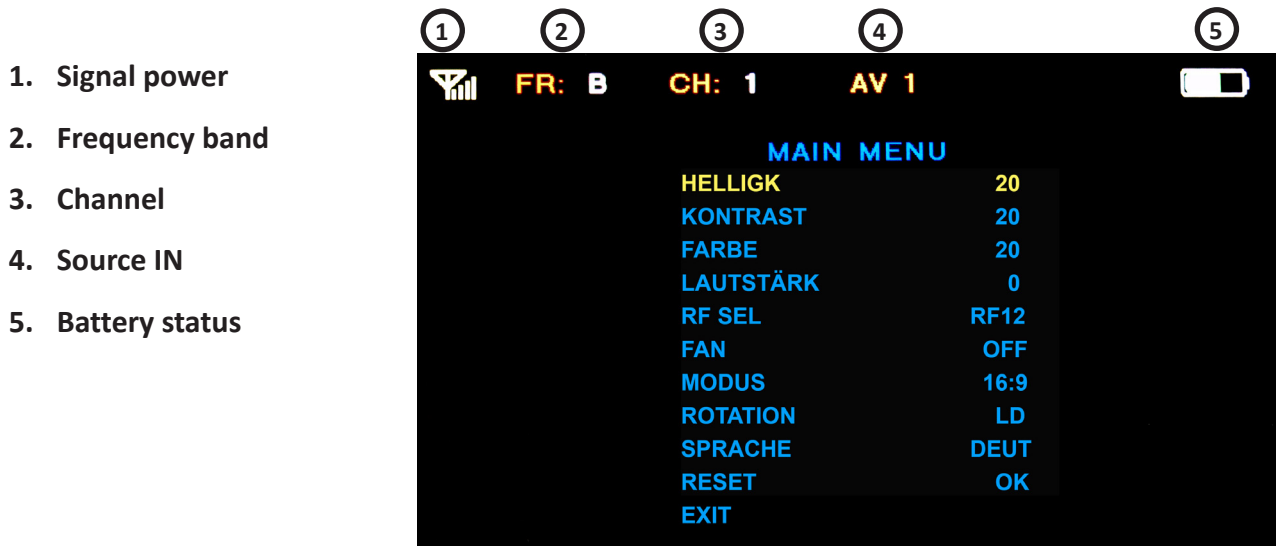 1 2 3 4 5
1. Signal power
2. Frequency band
3. Channel
4. Source IN
5. Battery status
FR: B CH: 1 AV 1
MAIN MENU
HELLIGK 20
KONTRAST 20
FARBE 20
LAUTSTÄRK 0
RF SEL RF12
FAN OFF
MODUS 16:9
ROTATION LD
SPRACHE DEUT
RESET OK
EXIT